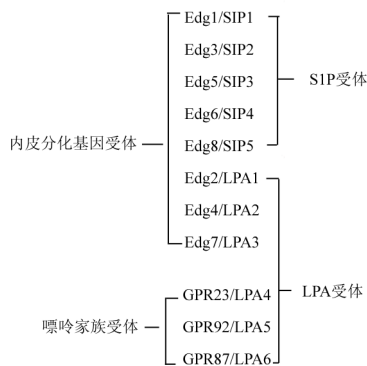 Edg1/SIP1
Edg3/SIP2
Edg5/SIP3
S1P受体
Edg6/SIP4
内皮分化基因受体
Edg8/SIP5
Edg2/LPA1
Edg4/LPA2
Edg7/LPA3
GPR23/LPA4
LPA受体
嘌呤家族受体
GPR92/LPA5
GPR87/LPA6